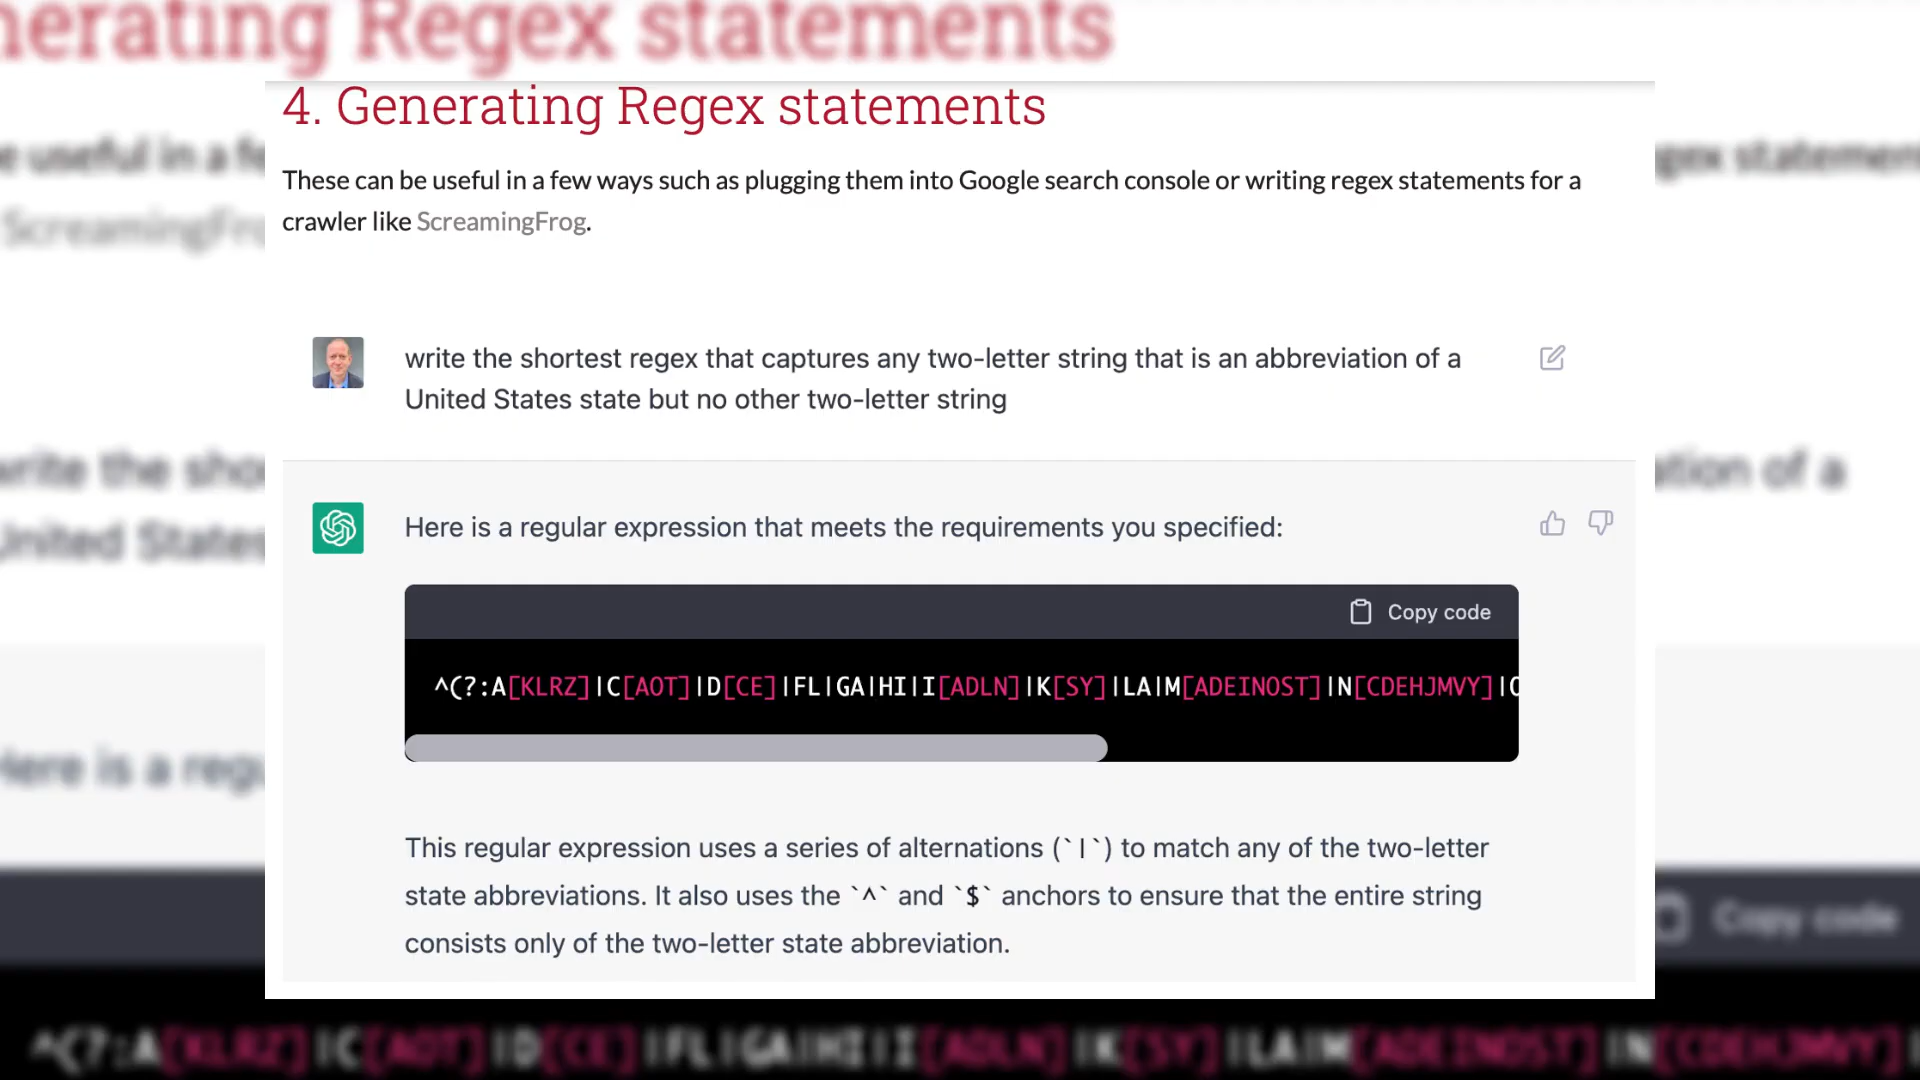 4. Generating Regex statements
These can be useful in a few ways such as plugging them into Google search console or writing regex statements for a
crawler like ScreamingFrog.
write the shortest regex that captures any two-letter string that is an abbreviation of a
United States state but no other two-letter string
Here is a regular expression that meets the requirements you specified:
Copy code
^(?:A[KLRZ]|C[AOT]|D[CE]|FL|GA|HI|I[ADLN]|K[SY]|LA|M[ADEINOST]|N[CDEHJMVY]|
This regular expression uses a series of alternations (`|`) to match any of the two-letter
state abbreviations. It also uses the `^` and `$` anchors to ensure that the entire string
consists only of the two-letter state abbreviation.